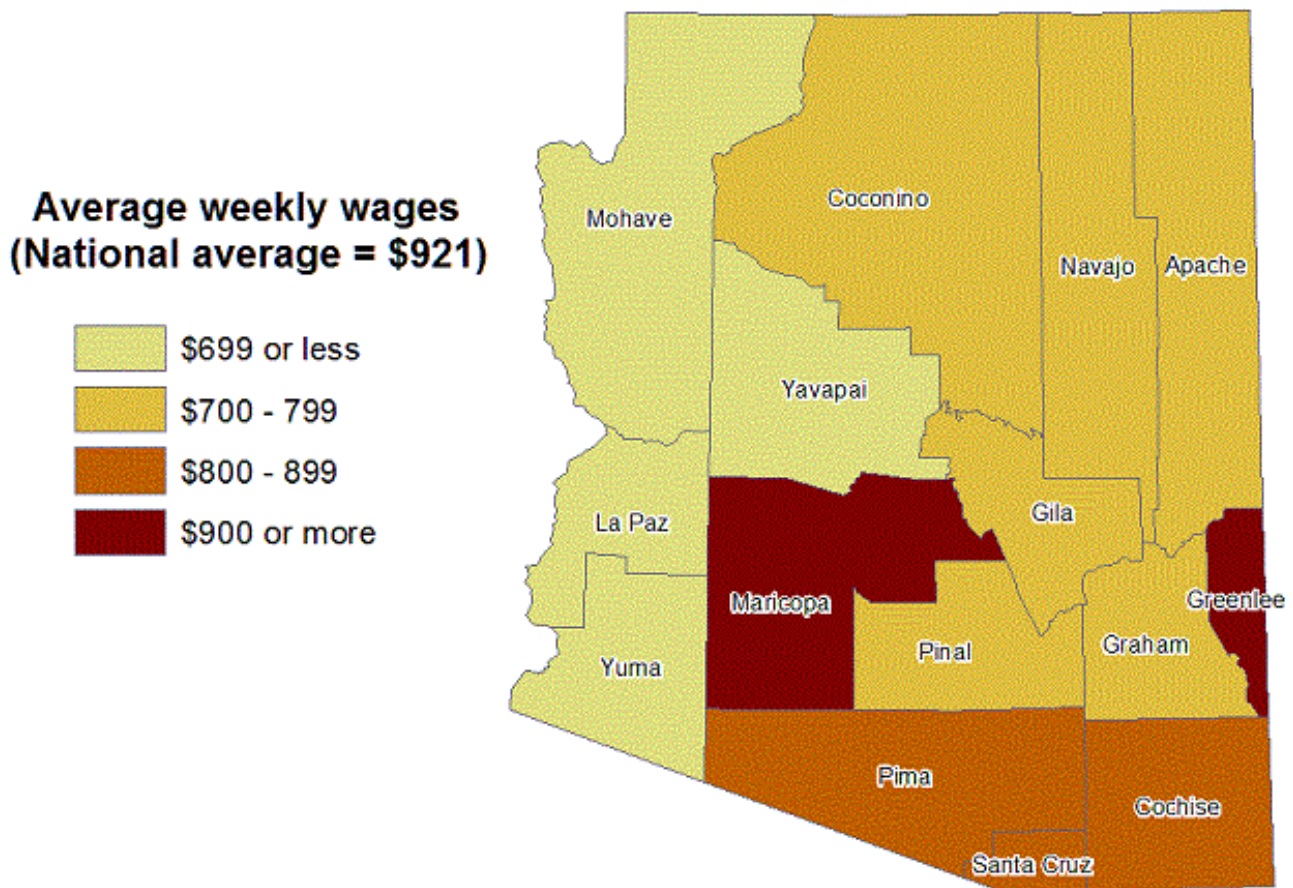 Average weekly wages
(National average = $921)
$699 or less
$700 - 799
$800 - 899
$900 or more
Mohave
Coconino
Navajo
Apache
Yavapai
La Paz
Gila
Maricopa
Greenlee
Yuma
Pinal
Graham
Pima
Cochise
Santa Cruz